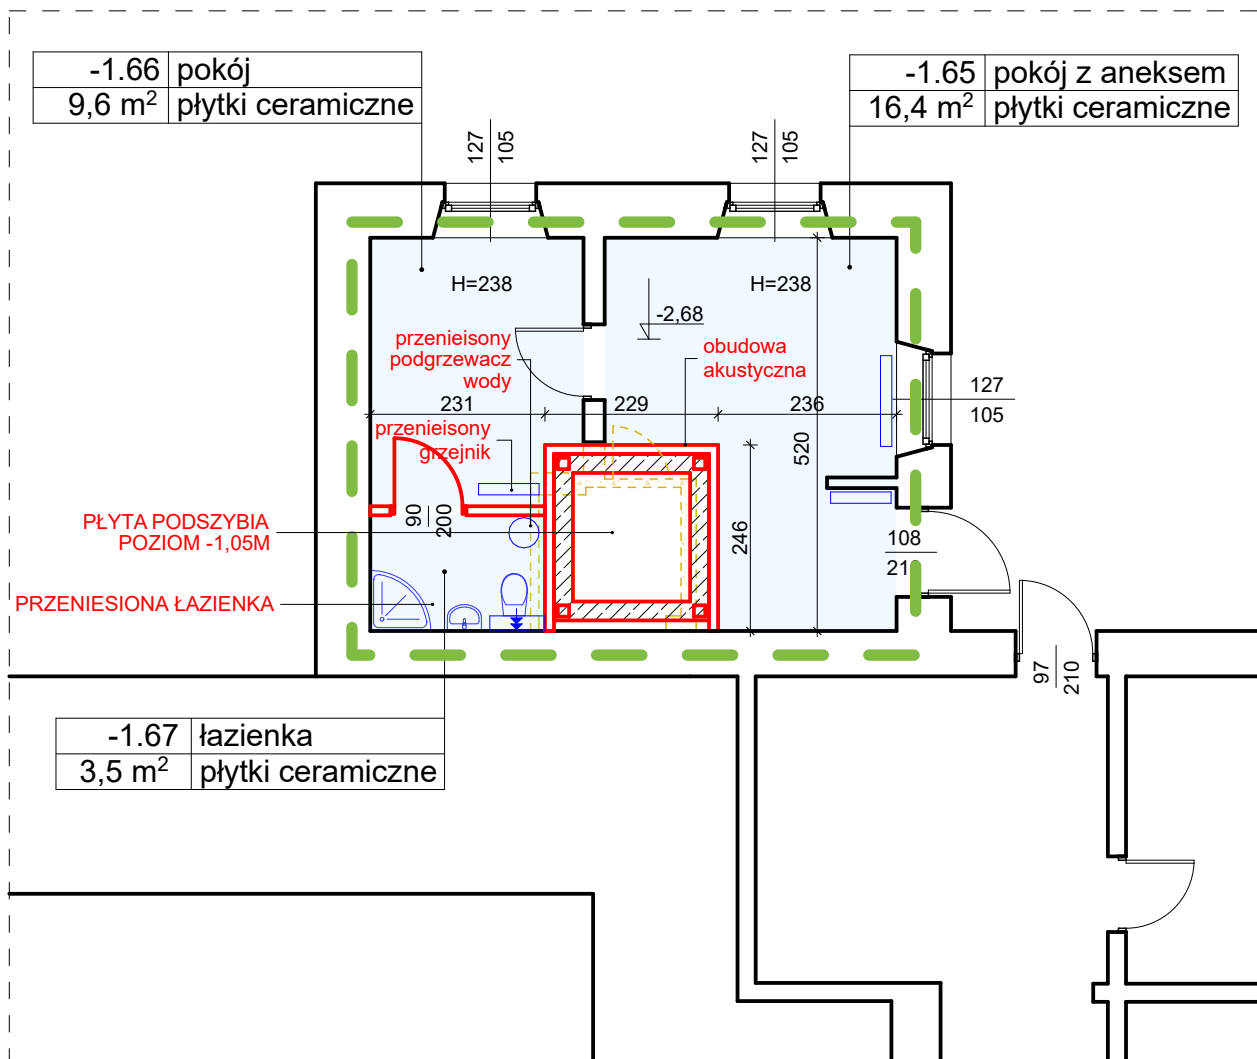 -1.66 pokój
9,6 m² płytki ceramiczne
-1.65 pokój z aneksem
16,4 m² płytki ceramiczne
127
105
127
105
H=238
H=238
-2,68
przenieisony
podgrzewacz
wody
obudowa
akustyczna
127
105
231
229
236
przenieisony
grzejnik
520
90
200
246
PŁYTA PODSZYBIA
POZIOM -1,05M
108
21
PRZENIESIONA ŁAZIENKA
97
210
-1.67 łazienka
3,5 m² płytki ceramiczne